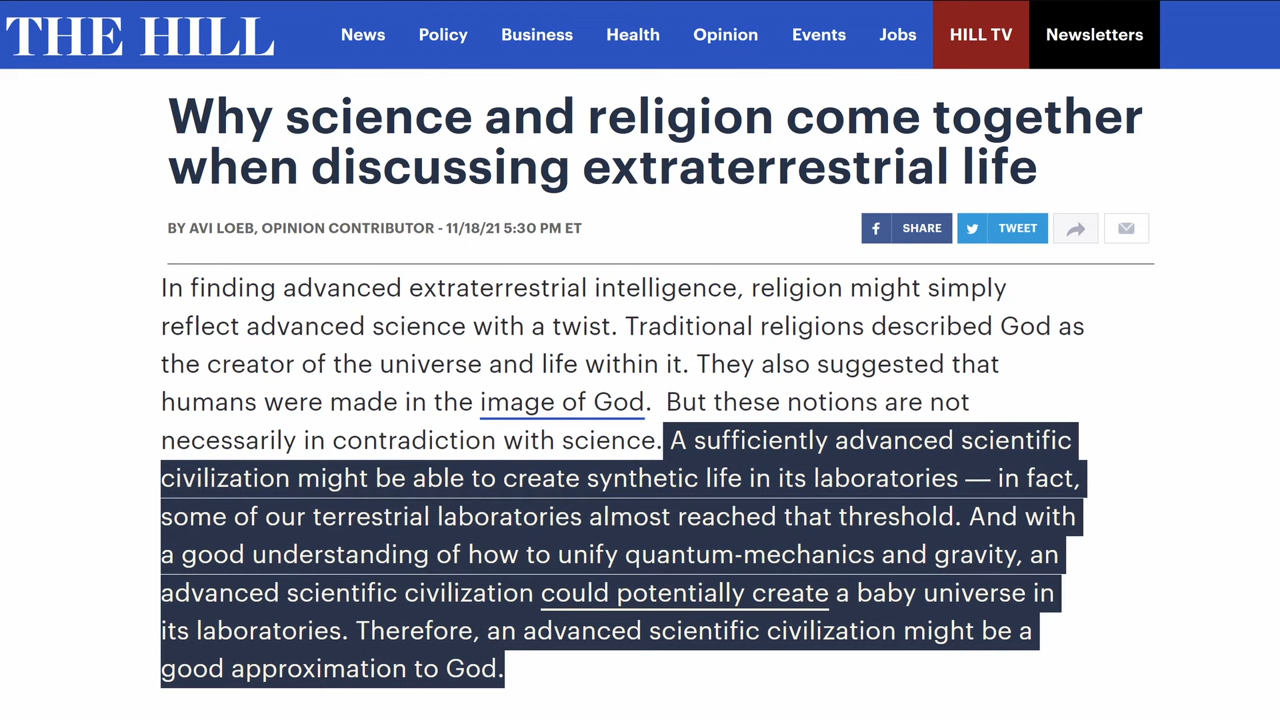 THE HILL
News Policy Business Health Opinion Events Jobs HILL TV Newsletters
Why science and religion come together
when discussing extraterrestrial life
BY AVI LOEB, OPINION CONTRIBUTOR - 11/18/21 5:30 PM ET
f SHARE TWEET
In finding advanced extraterrestrial intelligence, religion might simply
reflect advanced science with a twist. Traditional religions described God as
the creator of the universe and life within it. They also suggested that
humans were made in the image of God. But these notions are not
necessarily in contradiction with science. A sufficiently advanced scientific
civilization might be able to create synthetic life in its laboratories — in fact,
some of our terrestrial laboratories almost reached that threshold. And with
a good understanding of how to unify quantum-mechanics and gravity, an
advanced scientific civilization could potentially create a baby universe in
its laboratories. Therefore, an advanced scientific civilization might be a
good approximation to God.